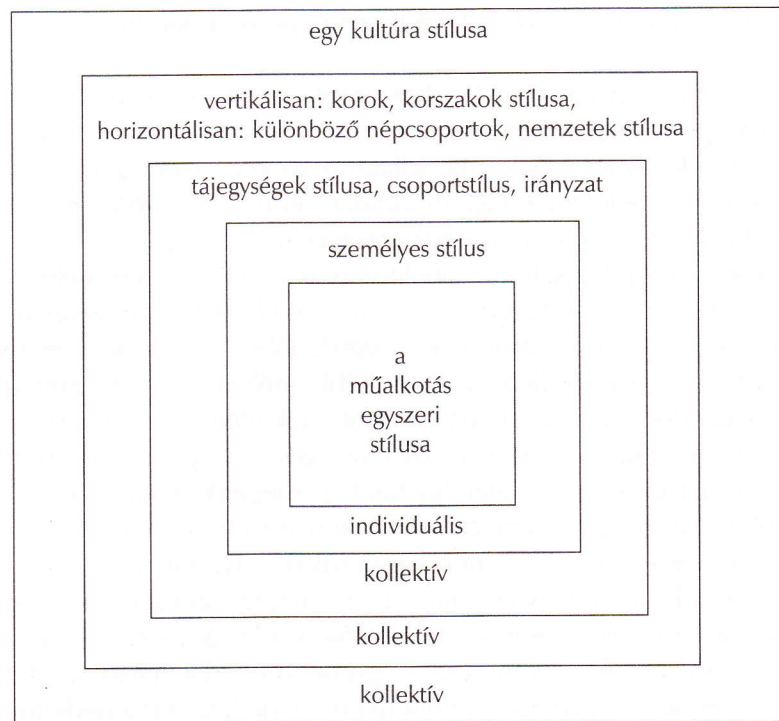 egy kultúra stílusa
vertikálisan: korok, korszakok stílusa,
horizontálisan: különböző népcsoportok, nemzetek stílusa
tájegységek stílusa, csoportstílus, irányzat
személyes stílus
a
műalkotás
egyszeri
stílusa
individuális
kollektív
kollektív
kollektív